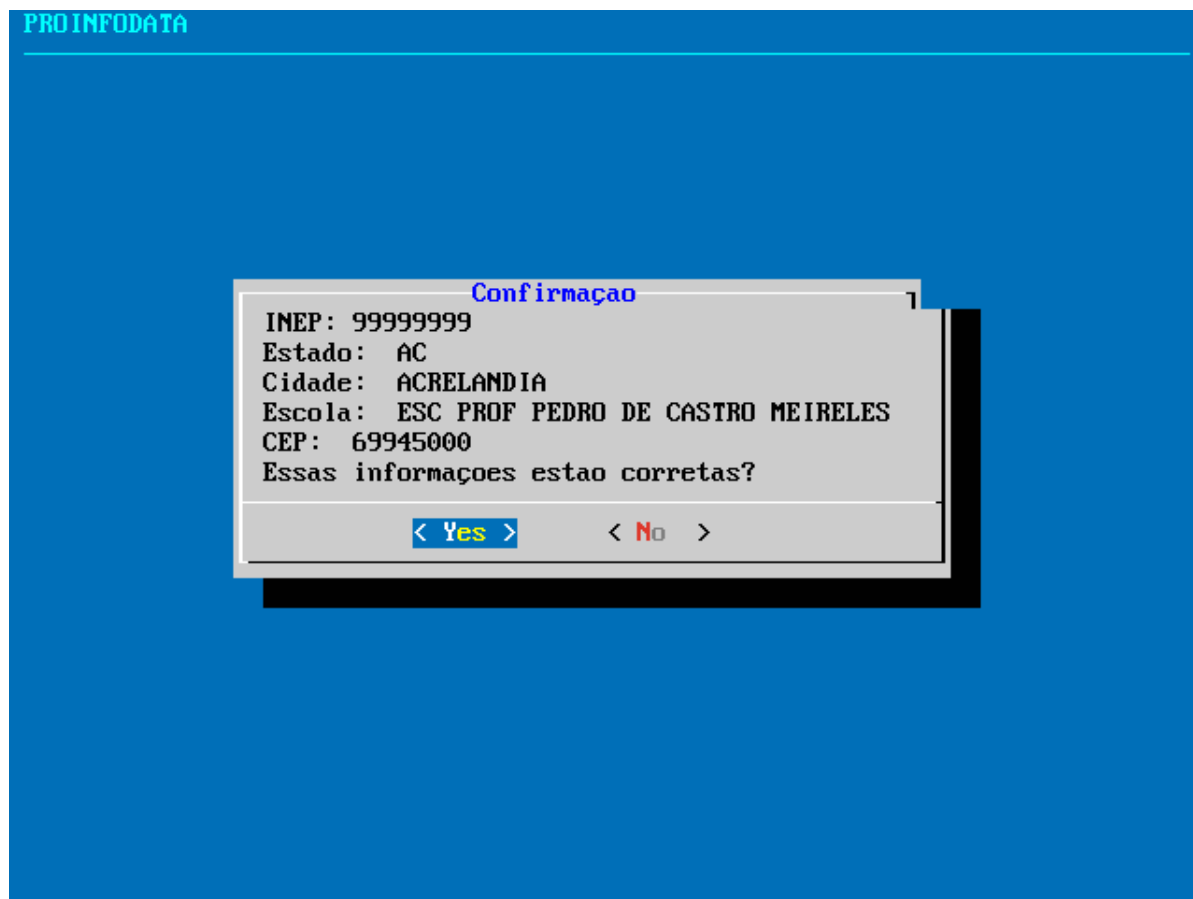 PROINFODATA
Confirmaçao
INEP: 99999999
Estado: AC
Cidade: ACRELANDIA
Escola: ESC PROF PEDRO DE CASTRO MEIRELES
CEP: 69945000
Essas informaçoes estao corretas?
< Yes > < No >